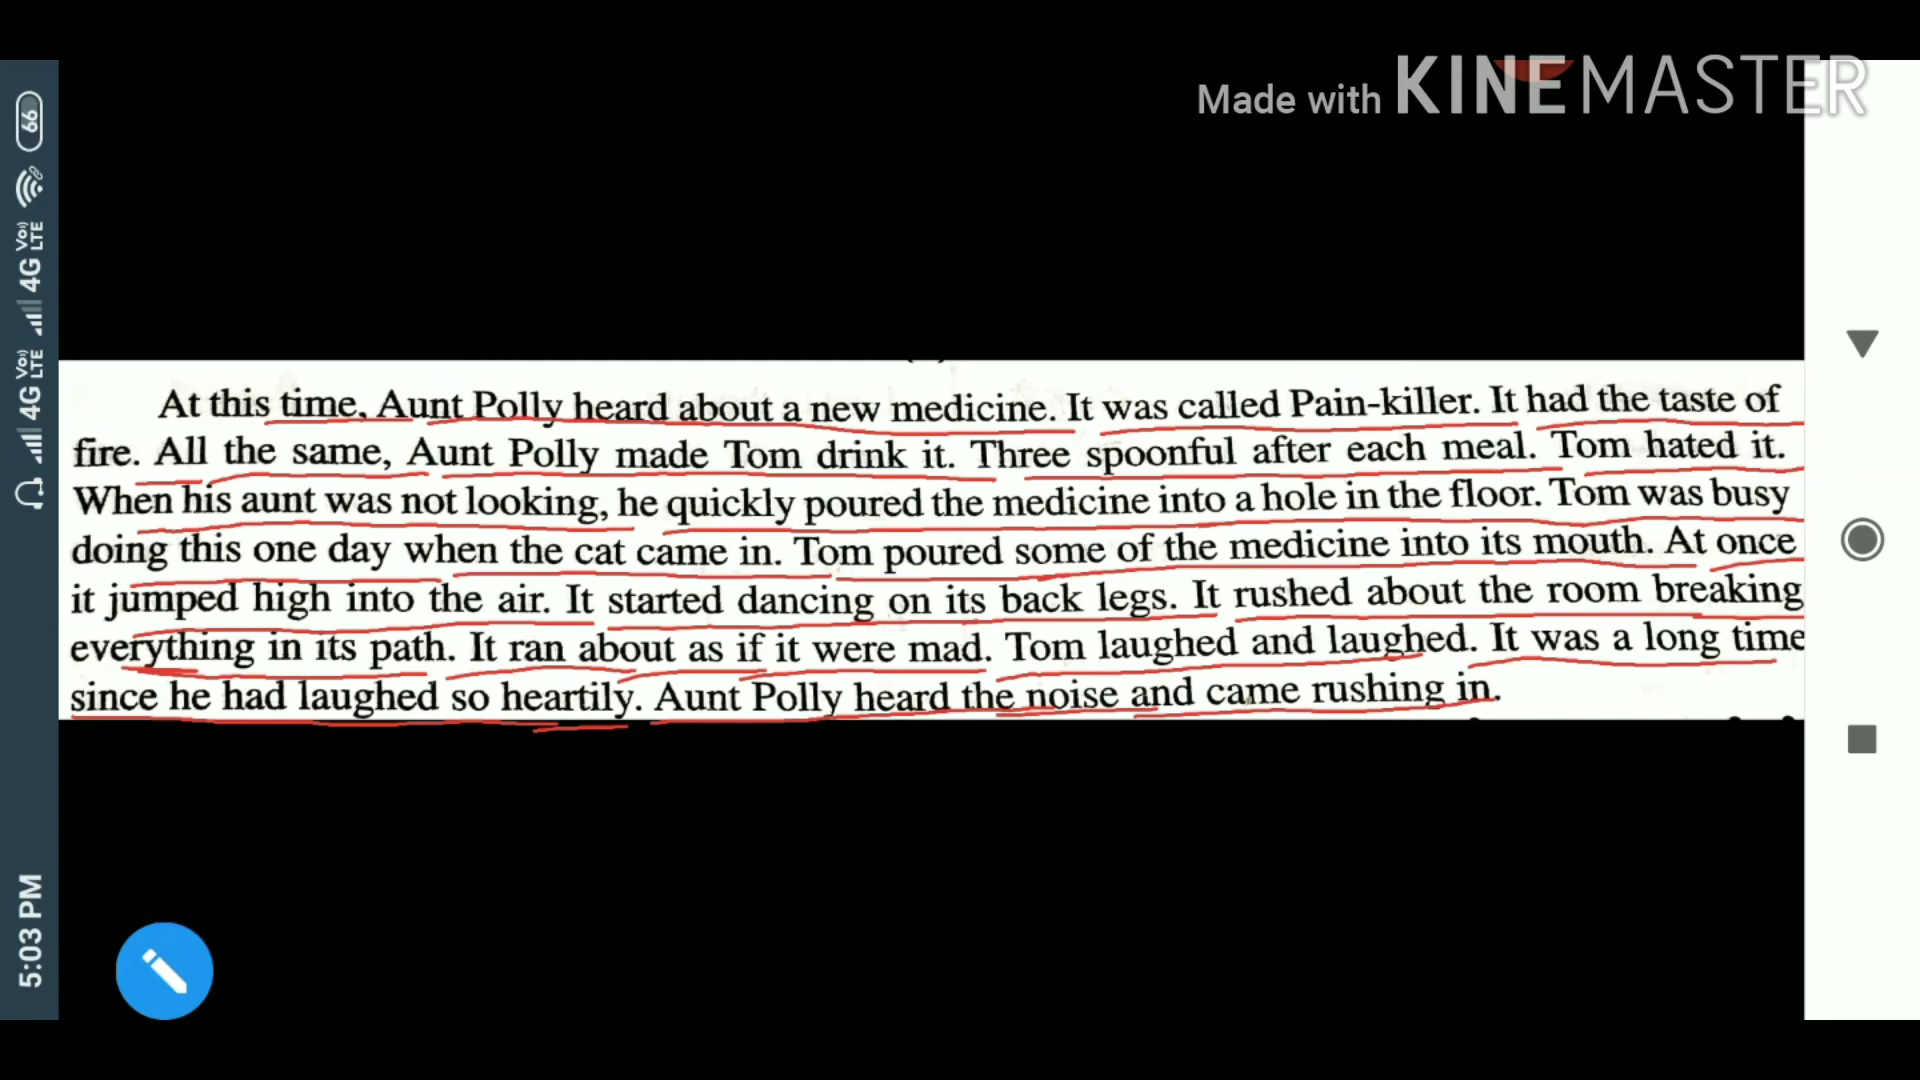 Made with KINEMASTER
66
4G Vo) LTE
4G Vo) LTE
5:03 PM
At this time, Aunt Polly heard about a new medicine. It was called Pain-killer. It had the taste of
fire. All the same, Aunt Polly made Tom drink it. Three spoonful after each meal. Tom hated it.
When his aunt was not looking, he quickly poured the medicine into a hole in the floor. Tom was busy
doing this one day when the cat came in. Tom poured some of the medicine into its mouth. At once
it jumped high into the air. It started dancing on its back legs. It rushed about the room breaking
everything in its path. It ran about as if it were mad. Tom laughed and laughed. It was a long time
since he had laughed so heartily. Aunt Polly heard the noise and came rushing in.